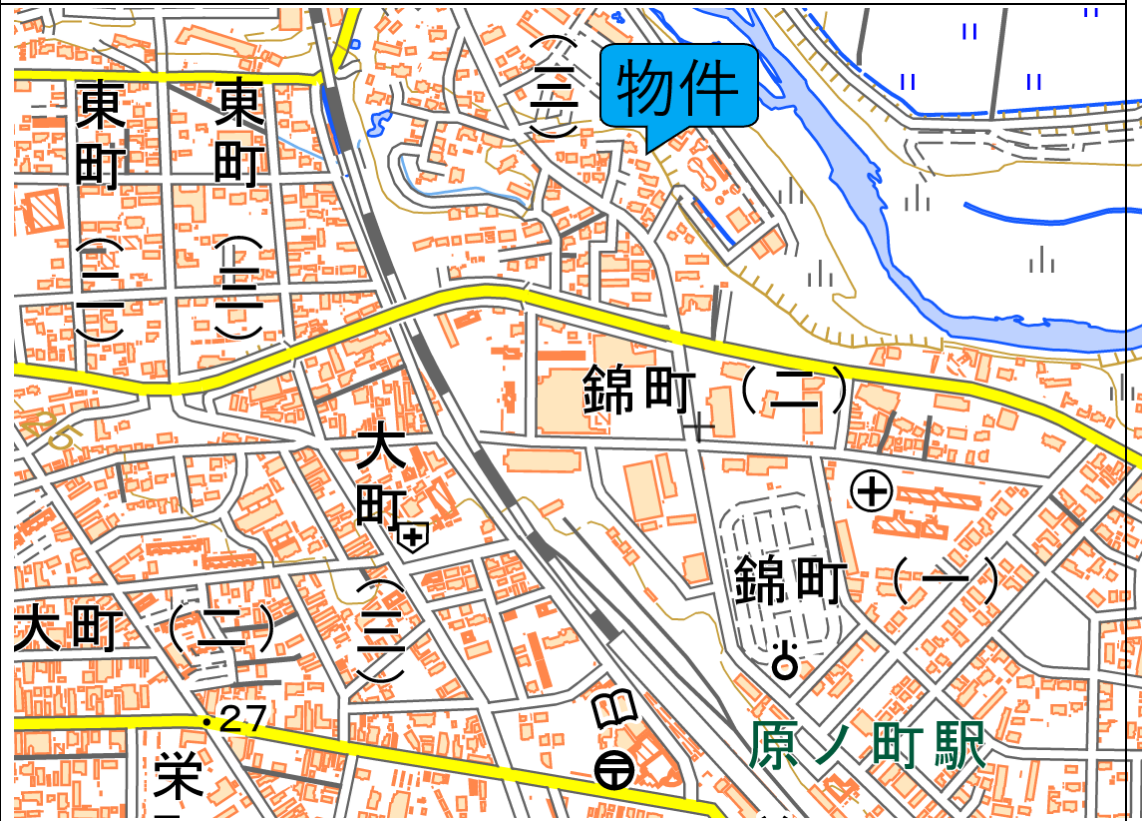 物件
(三)
東町(二)
東町(三)
錦町(二)
大町(三)
錦町(一)
大町(二)
・27
原ノ町駅
栄